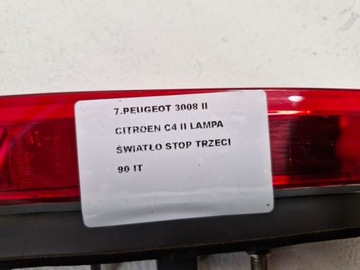 7.PEUGEOT 3008 II
CITROEN C4 II LAMPA
ŚWIATŁO STOP TRZECI
90 IT